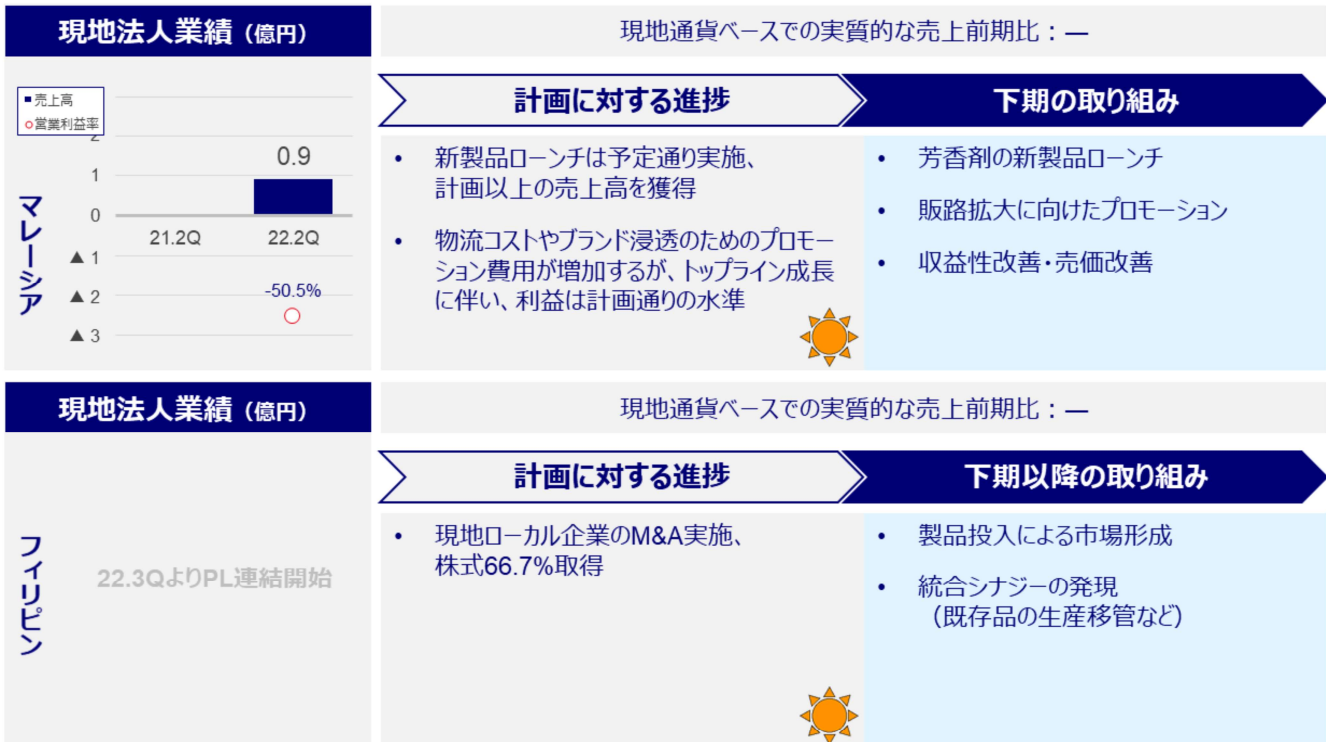 現地法人業績（億円）
現地通貨ベースでの実質的な売上前期比：―
■売上高
○営業利益率
2
1
0
▲ 1
▲ 2
▲ 3
0.9
21.2Q
22.2Q
-50.5%
マレーシア
計画に対する進捗
• 新製品ローンチは予定通り実施、
計画以上の売上高を獲得
• 物流コストやブランド浸透のためのプロモー
ション費用が増加するが、トップライン成長
に伴い、利益は計画通りの水準
下期の取り組み
• 芳香剤の新製品ローンチ
• 販路拡大に向けたプロモーション
• 収益性改善・売価改善
現地法人業績（億円）
現地通貨ベースでの実質的な売上前期比：―
フィリピン
22.3QよりPL連結開始
計画に対する進捗
• 現地ローカル企業のM&A実施、
株式66.7%取得
下期以降の取り組み
• 製品投入による市場形成
• 統合シナジーの発現
（既存品の生産移管など）